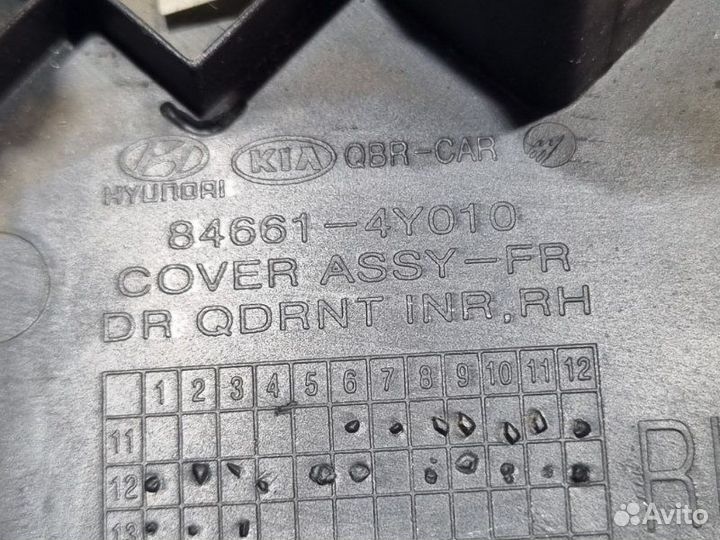 HYUNDAI KIA QBR-CAR
84661-4Y010
COVER ASSY-FR
DR QDRNT INR, RH
1 2 3 4 5 6 7 8 9 10 11 12
11
12
13
Avito